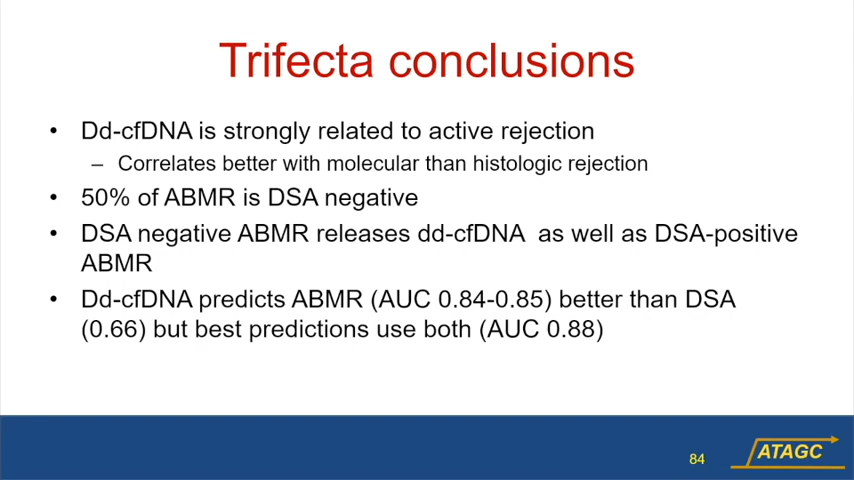 Trifecta conclusions
• Dd-cfDNA is strongly related to active rejection
– Correlates better with molecular than histologic rejection
• 50% of ABMR is DSA negative
• DSA negative ABMR releases dd-cfDNA as well as DSA-positive
ABMR
• Dd-cfDNA predicts ABMR (AUC 0.84-0.85) better than DSA
(0.66) but best predictions use both (AUC 0.88)
84
ATAGC